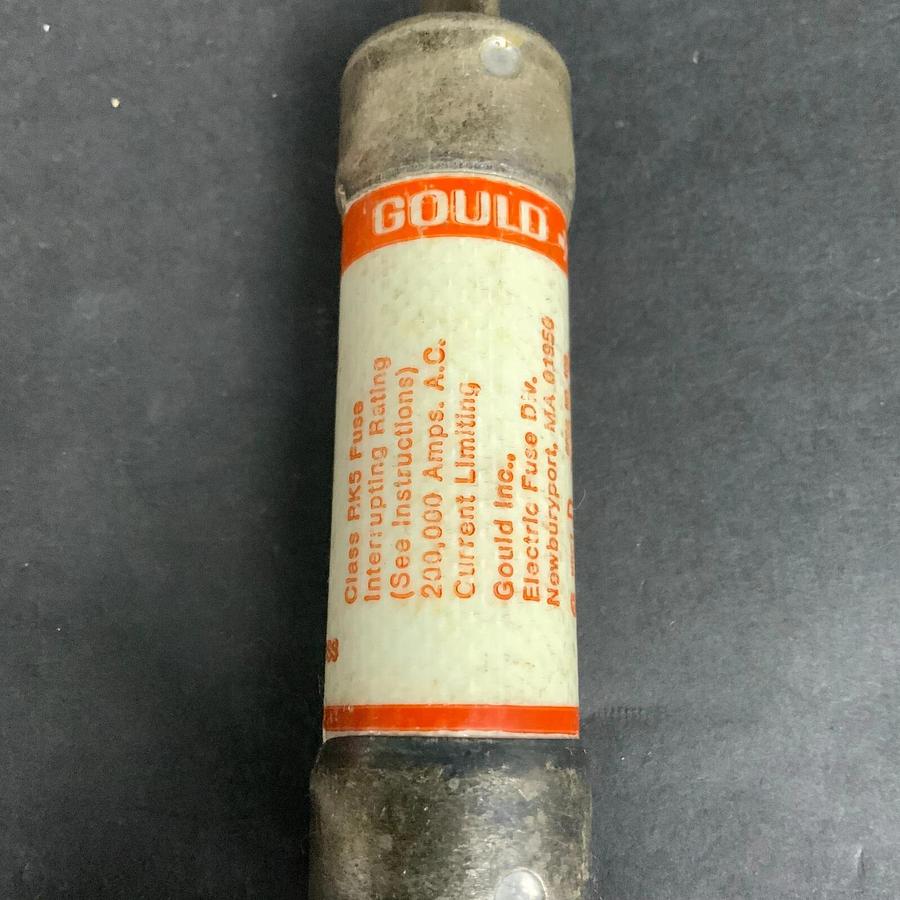 GOULD
Class RK5 Fuse
Interrupting Rating
(See Instructions)
200,000 Amps. A.C.
Current Limiting
Gould Inc.,
Electric Fuse Div.
Newburyport, MA 01950